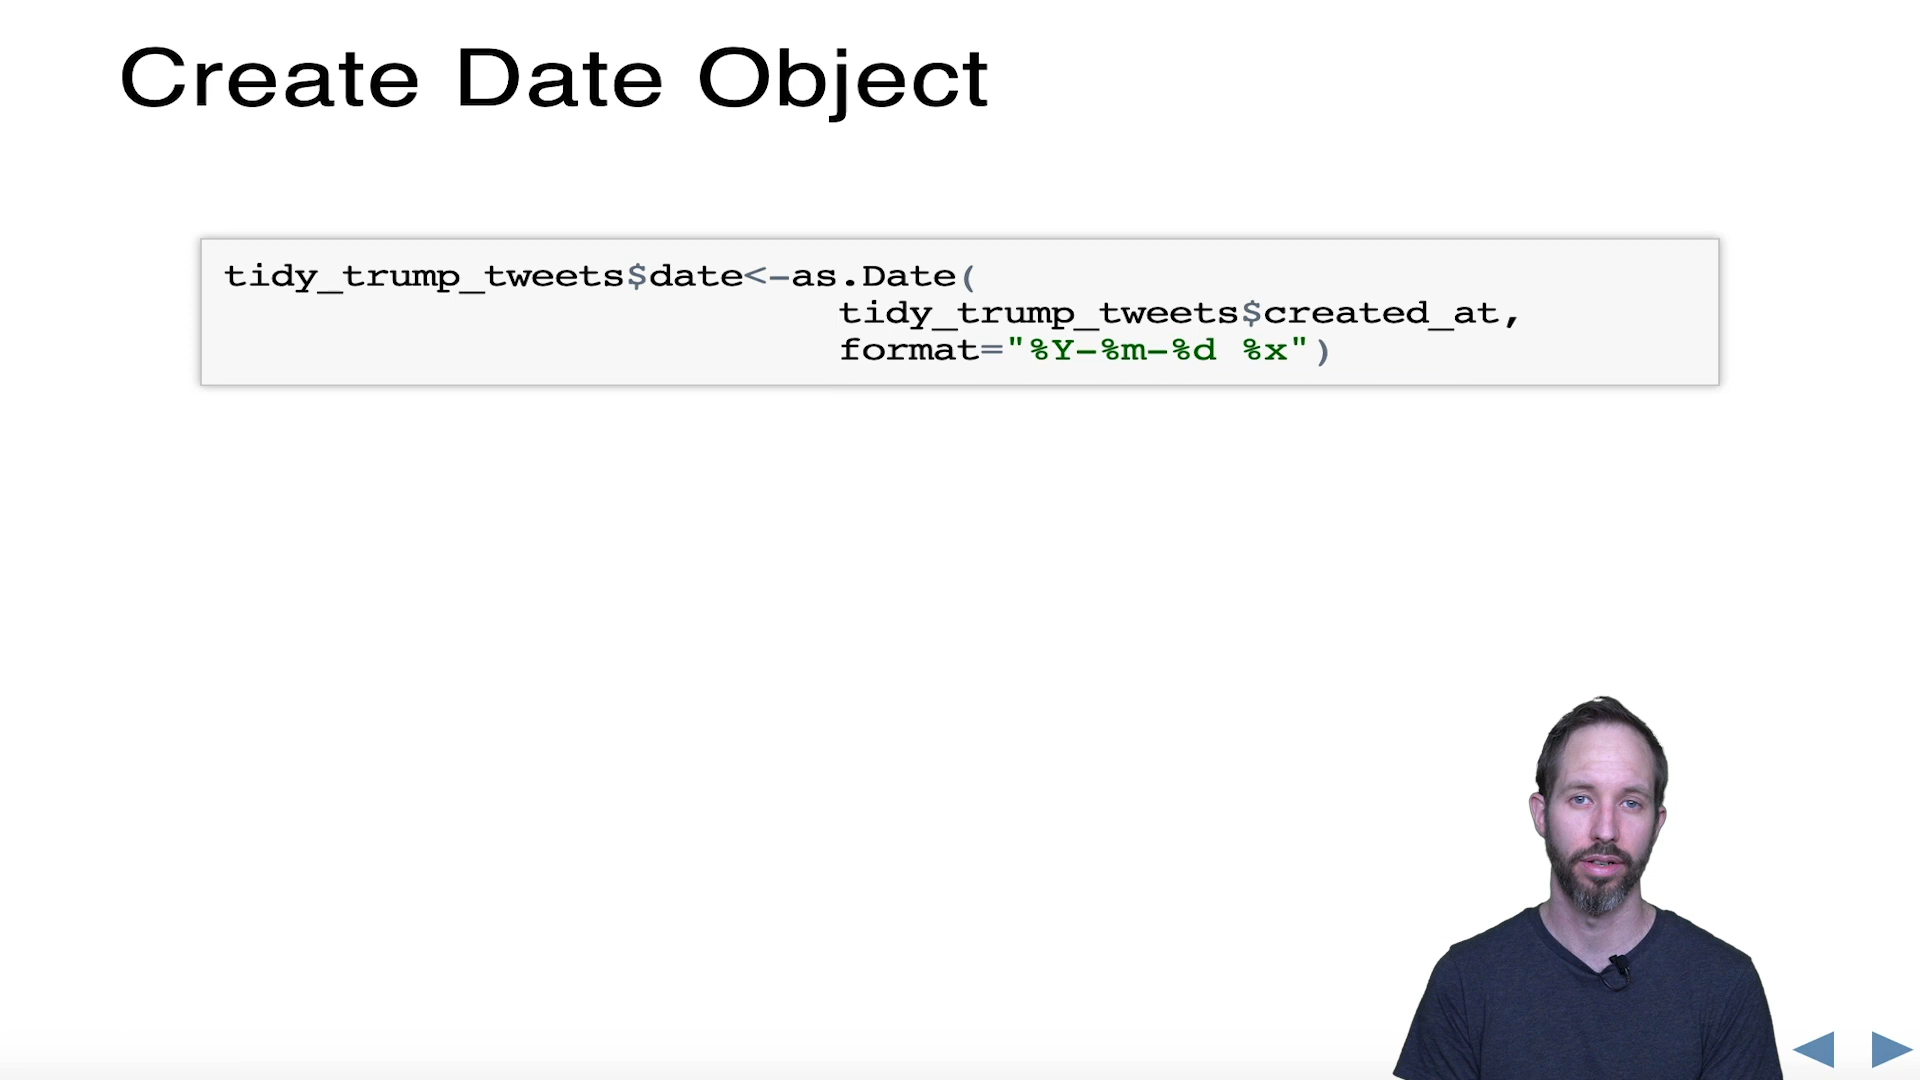 Create Date Object
tidy_trump_tweets$date<-as.Date(
tidy_trump_tweets$created_at,
format="%Y-%m-%d %x")